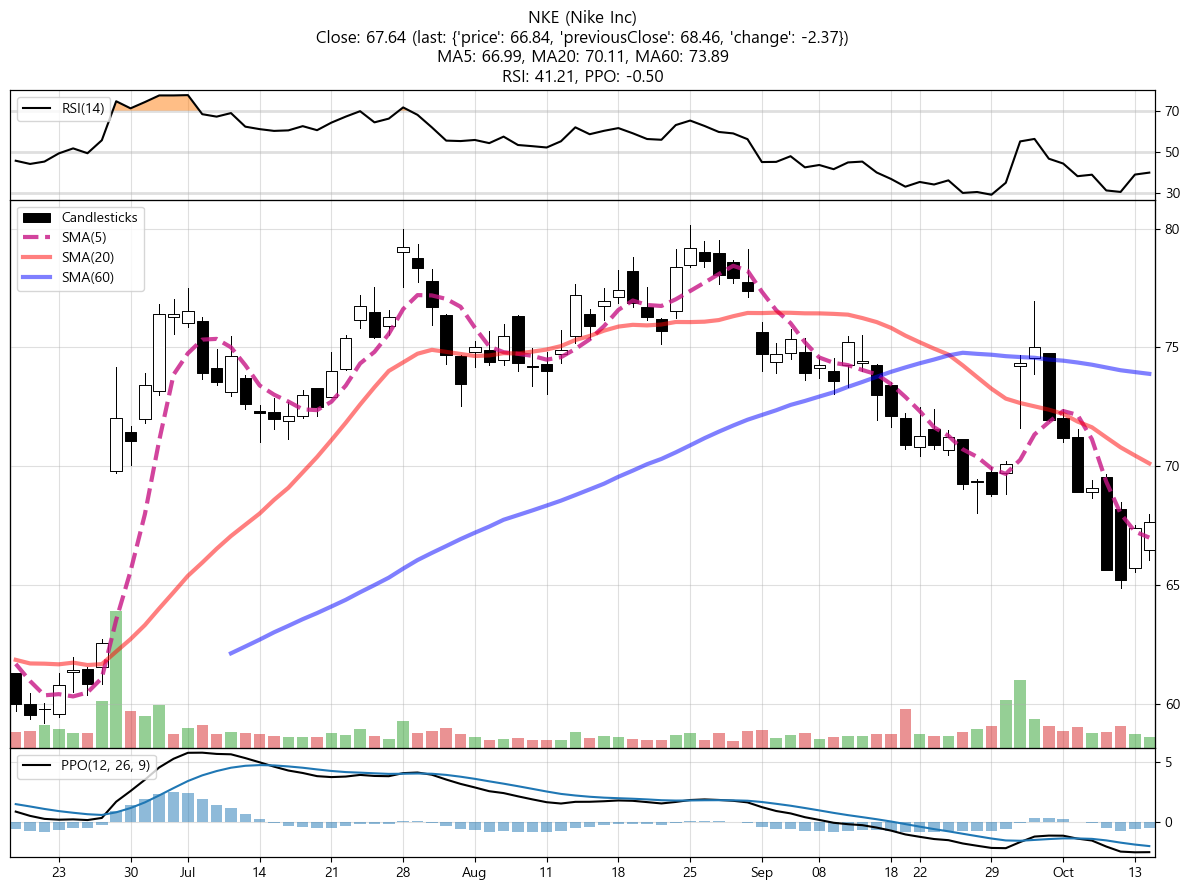 NKE (Nike Inc)
Close: 67.64 (last: {'price': 66.84, 'previousClose': 68.46, 'change': -2.37})
MA5: 66.99, MA20: 70.11, MA60: 73.89
RSI: 41.21, PPO: -0.50
RSI(14)
70
50
30
Candlesticks
SMA(5)
SMA(20)
SMA(60)
80
75
70
65
60
PPO(12, 26, 9)
5
0
23 30 Jul 14 21 28 Aug 11 18 25 Sep 08 18 22 29 Oct 13